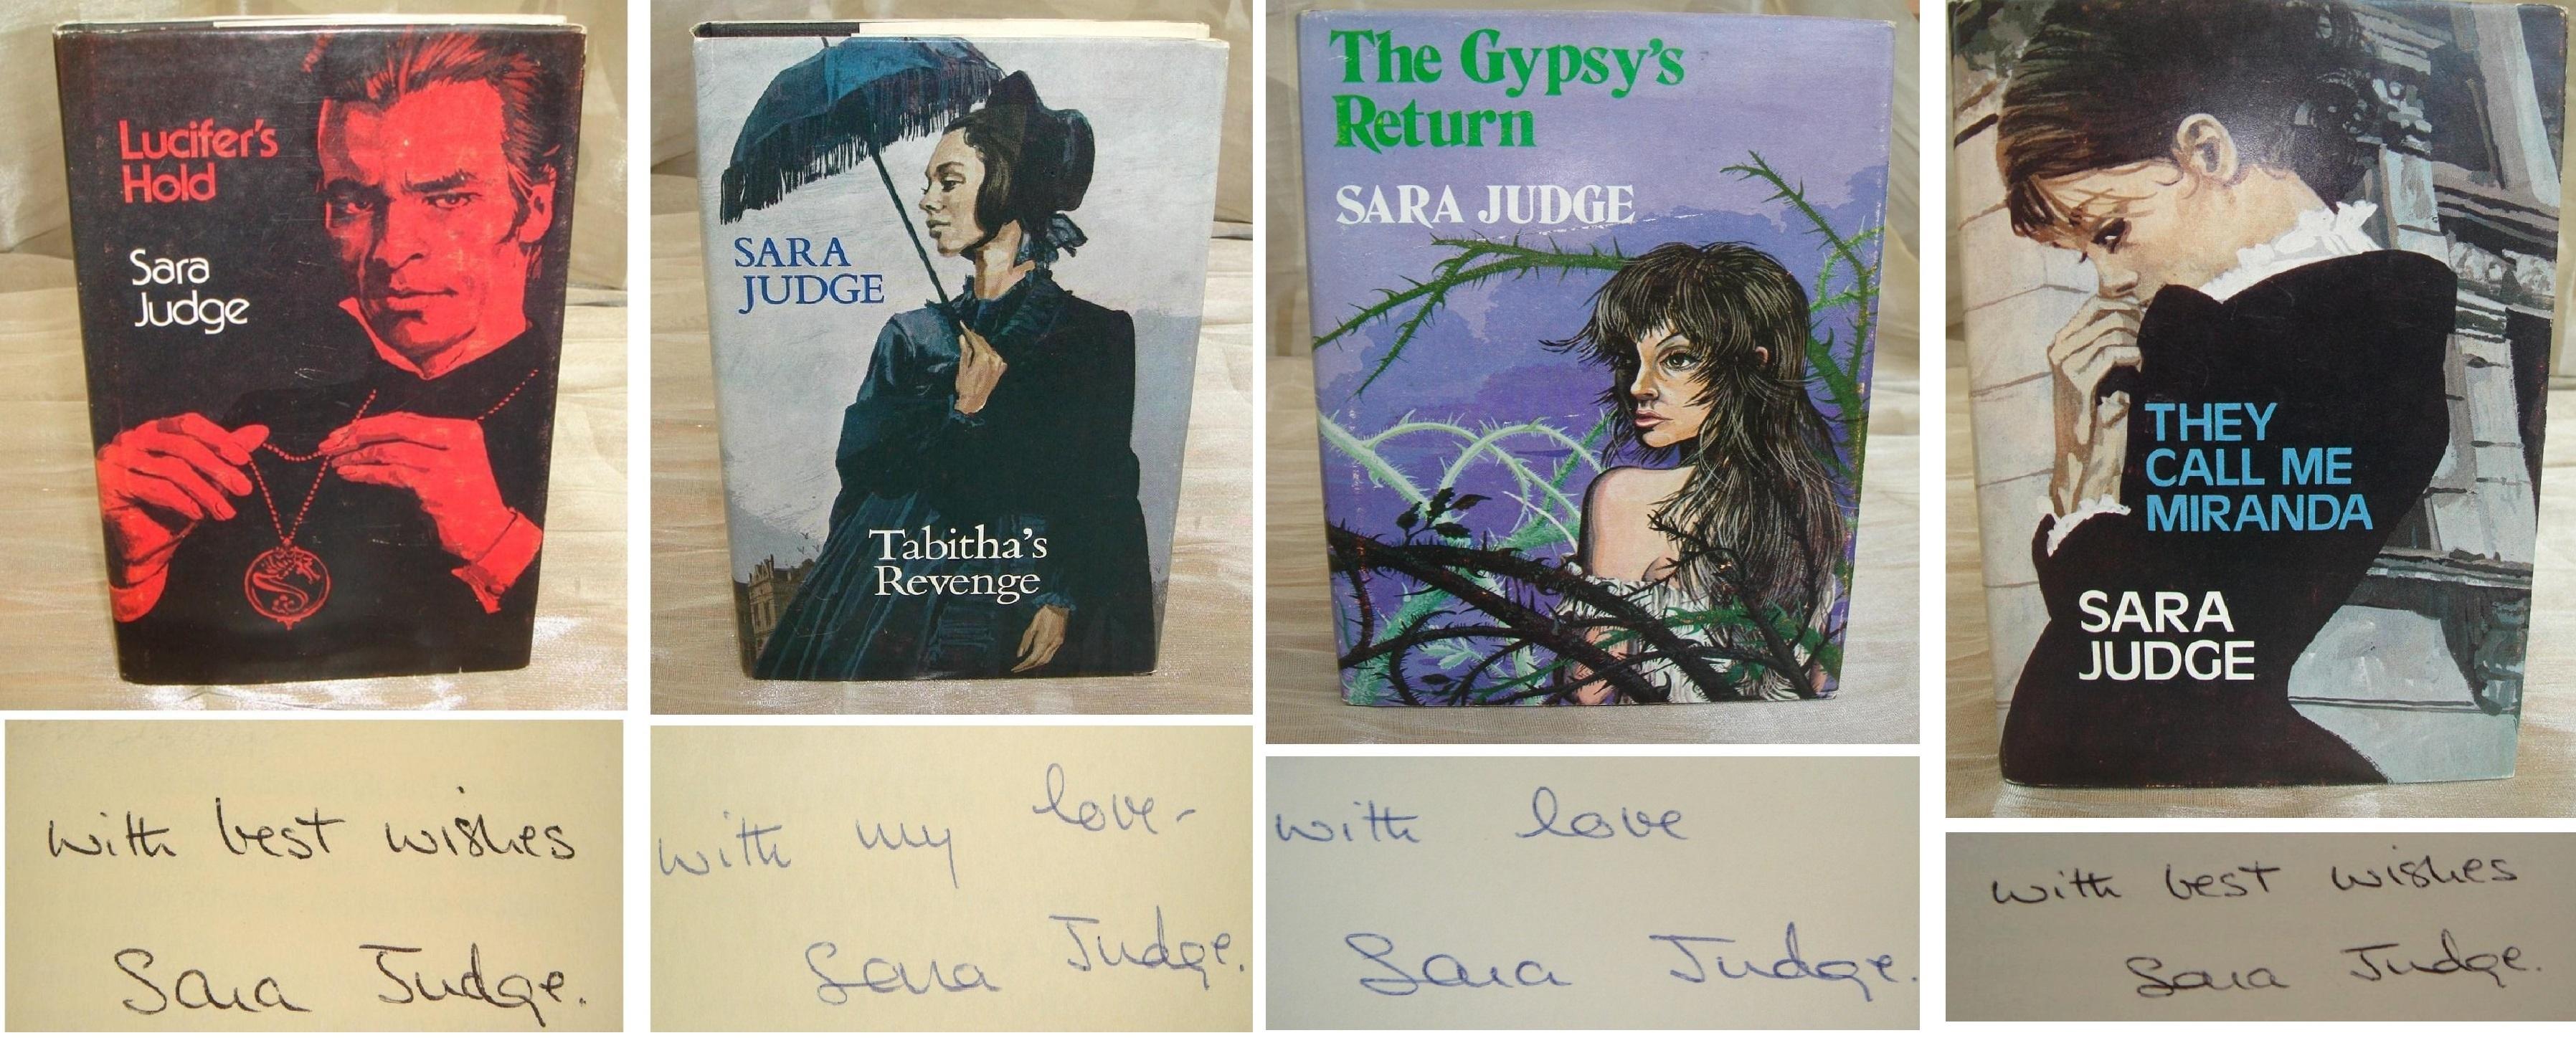 Lucifer's
Hold
Sara
Judge
with best wishes
Sara Judge.
SARA
JUDGE
Tabitha's
Revenge
with my love-
Sara Judge.
The Gypsy's
Return
SARA JUDGE
with love
Sara Judge.
THEY
CALL ME
MIRANDA
SARA
JUDGE
with best wishes
Sara Judge.